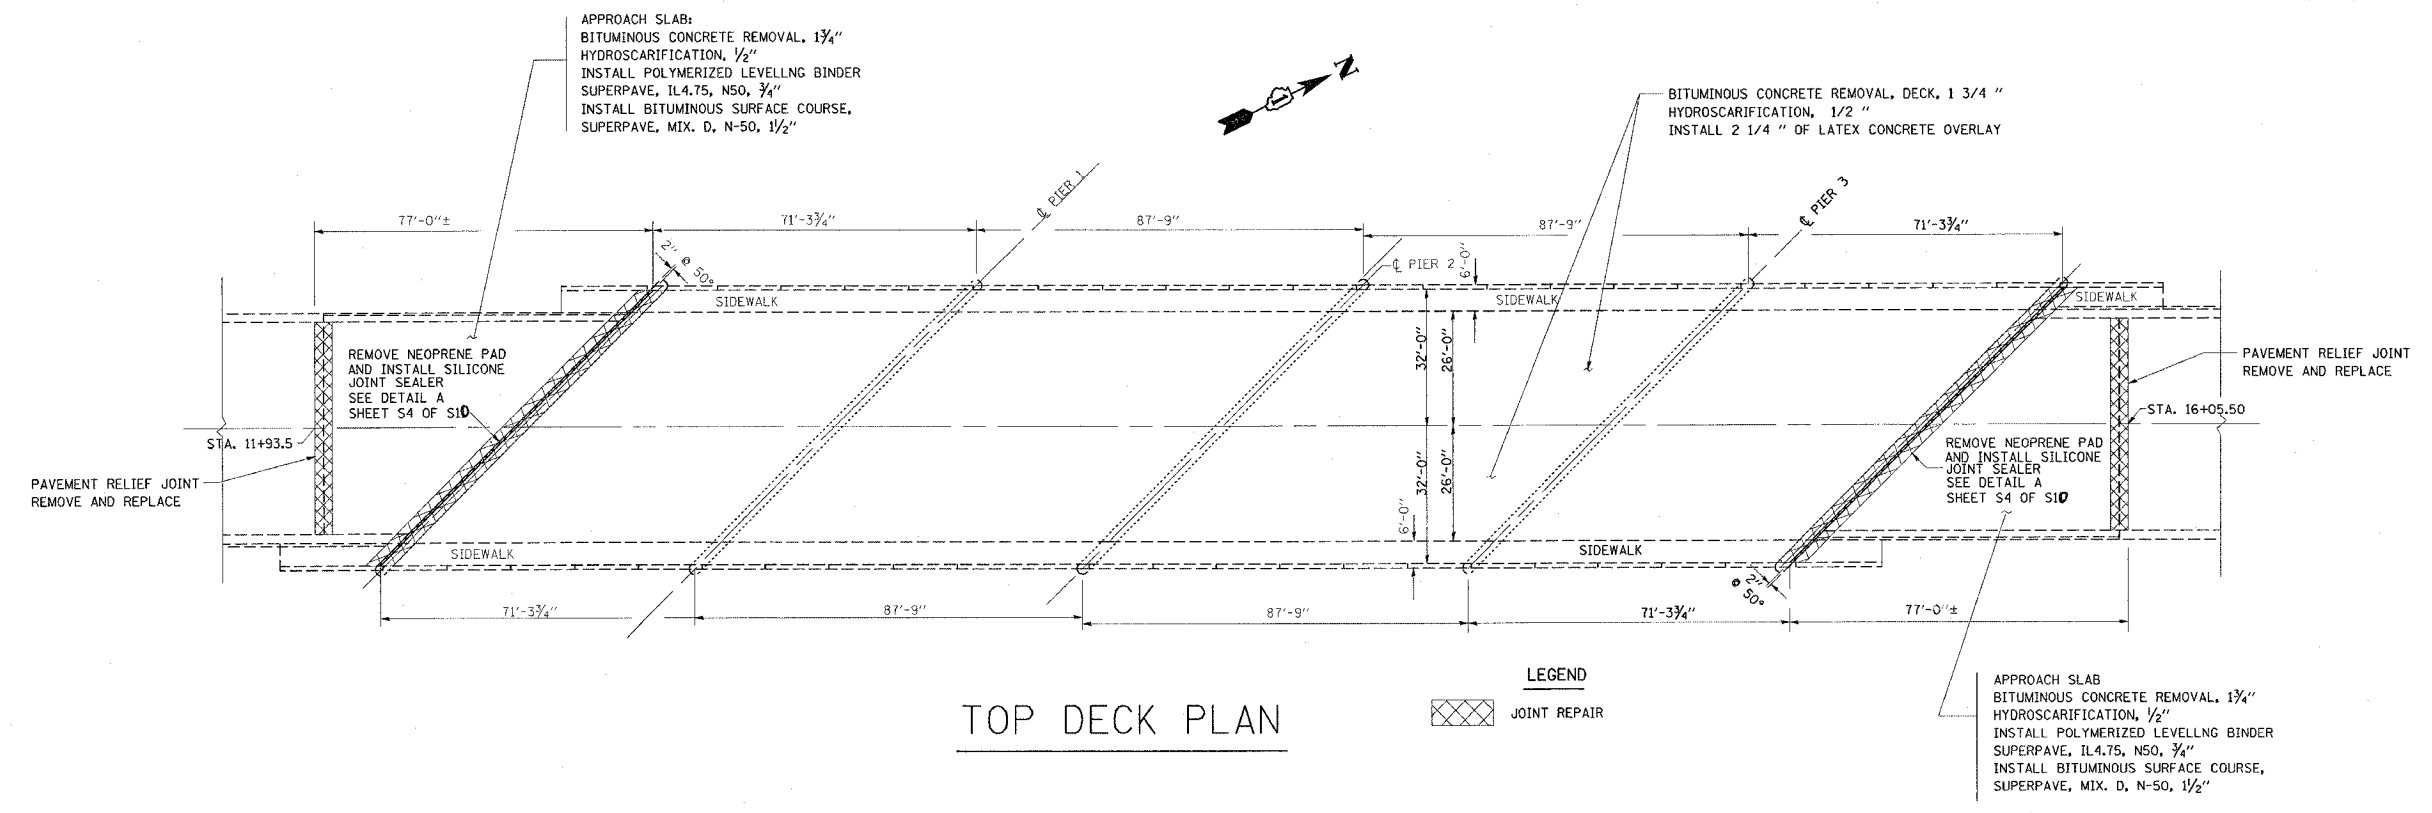 APPROACH SLAB:
BITUMINOUS CONCRETE REMOVAL, 1¾"
HYDROSCARIFICATION, ½"
INSTALL POLYMERIZED LEVELLNG BINDER
SUPERPAVE, IL4.75, N50, ¾"
INSTALL BITUMINOUS SURFACE COURSE,
SUPERPAVE, MIX. D, N-50, 1½"
N
BITUMINOUS CONCRETE REMOVAL, DECK, 1 3/4 "
HYDROSCARIFICATION, 1/2 "
INSTALL 2 1/4 " OF LATEX CONCRETE OVERLAY
℄ PIER 1
℄ PIER 3
77'-0"±
71'-3¾"
87'-9"
87'-9"
71'-3¾"
2" @ 50°
℄ PIER 2
6'-0"
SIDEWALK
SIDEWALK
SIDEWALK
REMOVE NEOPRENE PAD
AND INSTALL SILICONE
JOINT SEALER
SEE DETAIL A
SHEET S4 OF S10
32'-0"
26'-0"
PAVEMENT RELIEF JOINT
REMOVE AND REPLACE
STA. 11+93.5
STA. 16+05.50
PAVEMENT RELIEF JOINT
REMOVE AND REPLACE
32'-0"
26'-0"
REMOVE NEOPRENE PAD
AND INSTALL SILICONE
JOINT SEALER
SEE DETAIL A
SHEET S4 OF S10
6'-0"
SIDEWALK
SIDEWALK
2"
@ 50°
71'-3¾"
87'-9"
87'-9"
71'-3¾"
77'-0"±
LEGEND
JOINT REPAIR
TOP DECK PLAN
APPROACH SLAB
BITUMINOUS CONCRETE REMOVAL, 1¾"
HYDROSCARIFICATION, ½"
INSTALL POLYMERIZED LEVELLNG BINDER
SUPERPAVE, IL4.75, N50, ¾"
INSTALL BITUMINOUS SURFACE COURSE,
SUPERPAVE, MIX. D, N-50, 1½"